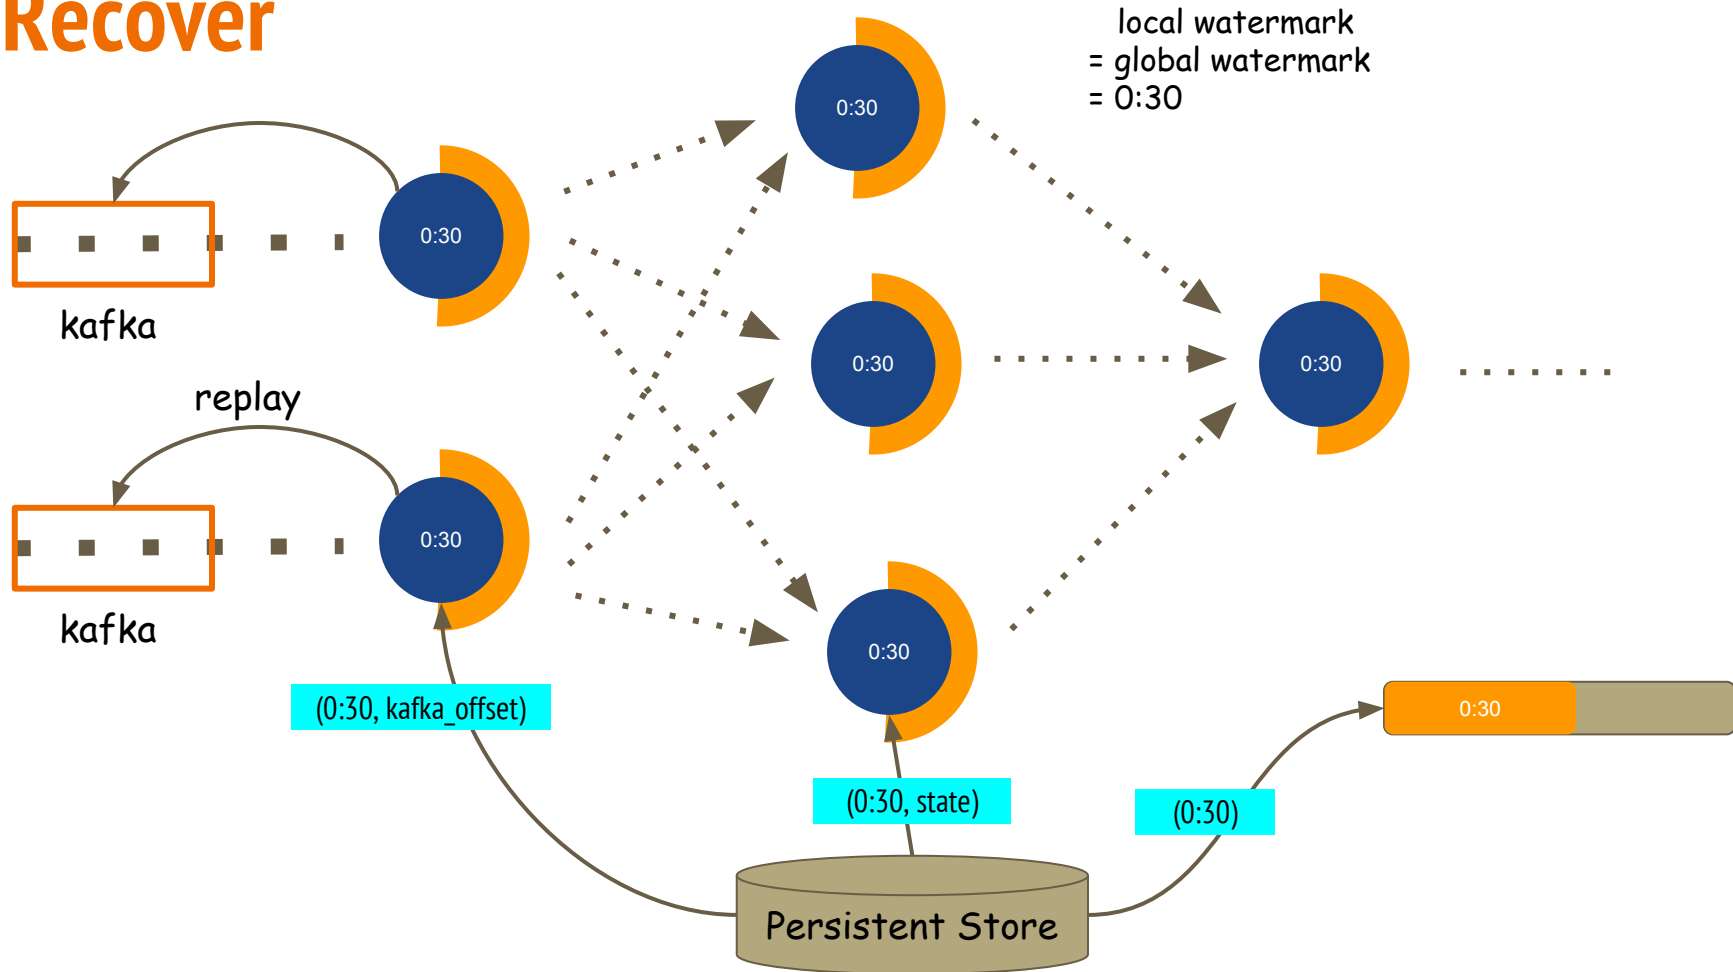 Recover
local watermark
= global watermark
= 0:30
0:30
0:30
kafka
0:30
0:30
replay
0:30
kafka
0:30
(0:30, kafka_offset)
0:30
(0:30, state)
(0:30)
Persistent Store